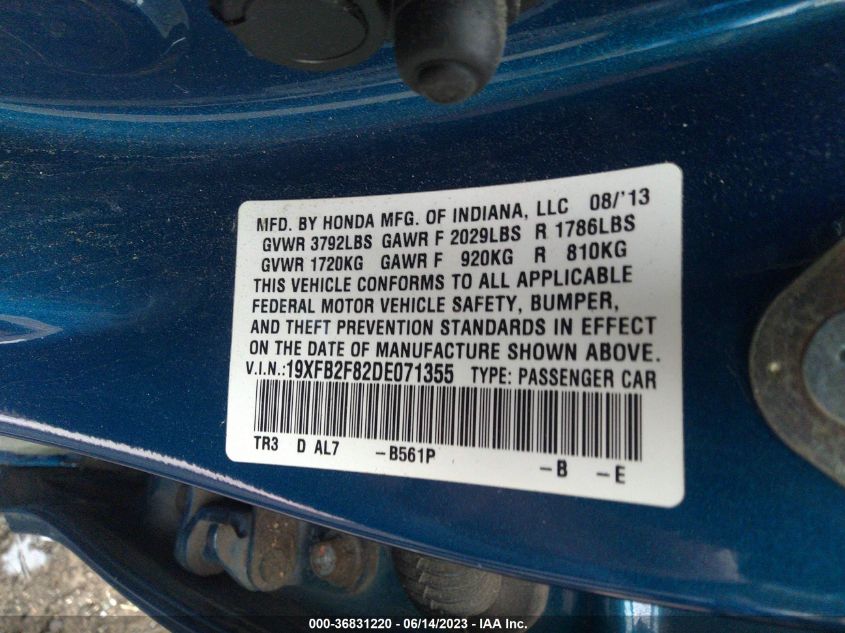 MFD. BY HONDA MFG. OF INDIANA, LLC 08/'13
GVWR 3792LBS GAWR F 2029LBS R 1786LBS
GVWR 1720KG GAWR F 920KG R 810KG
THIS VEHICLE CONFORMS TO ALL APPLICABLE
FEDERAL MOTOR VEHICLE SAFETY, BUMPER,
AND THEFT PREVENTION STANDARDS IN EFFECT
ON THE DATE OF MANUFACTURE SHOWN ABOVE.
V.I.N.:19XFB2F82DE071355 TYPE: PASSENGER CAR
TR3 D AL7 -B561P -B -E
000-36831220 - 06/14/2023 - IAA Inc.